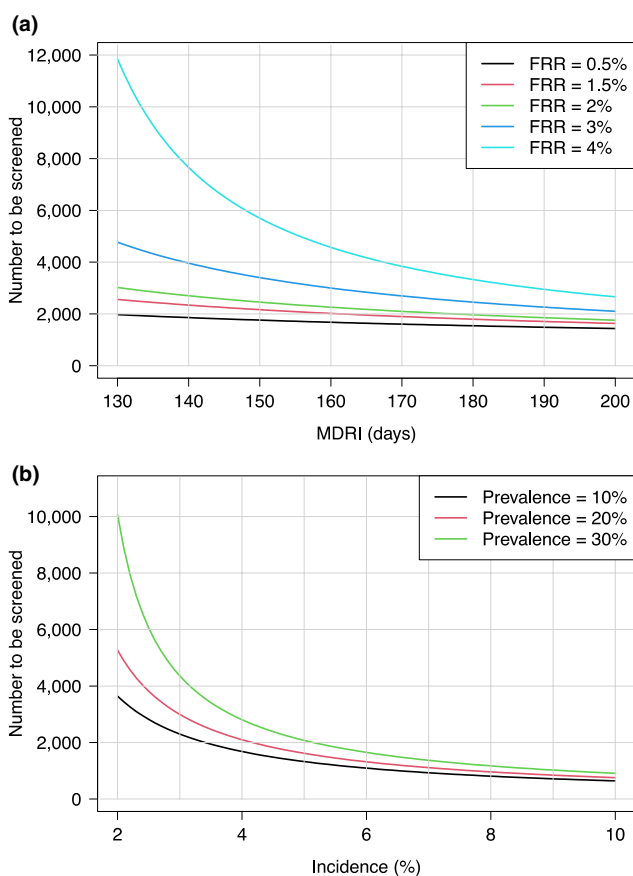 (a)
Number to be screened
12,000
10,000
8,000
6,000
4,000
2,000
0
FRR = 0.5%
FRR = 1.5%
FRR = 2%
FRR = 3%
FRR = 4%
130 140 150 160 170 180 190 200
MDRI (days)
(b)
Number to be screened
10,000
8,000
6,000
4,000
2,000
0
Prevalence = 10%
Prevalence = 20%
Prevalence = 30%
2 4 6 8 10
Incidence (%)